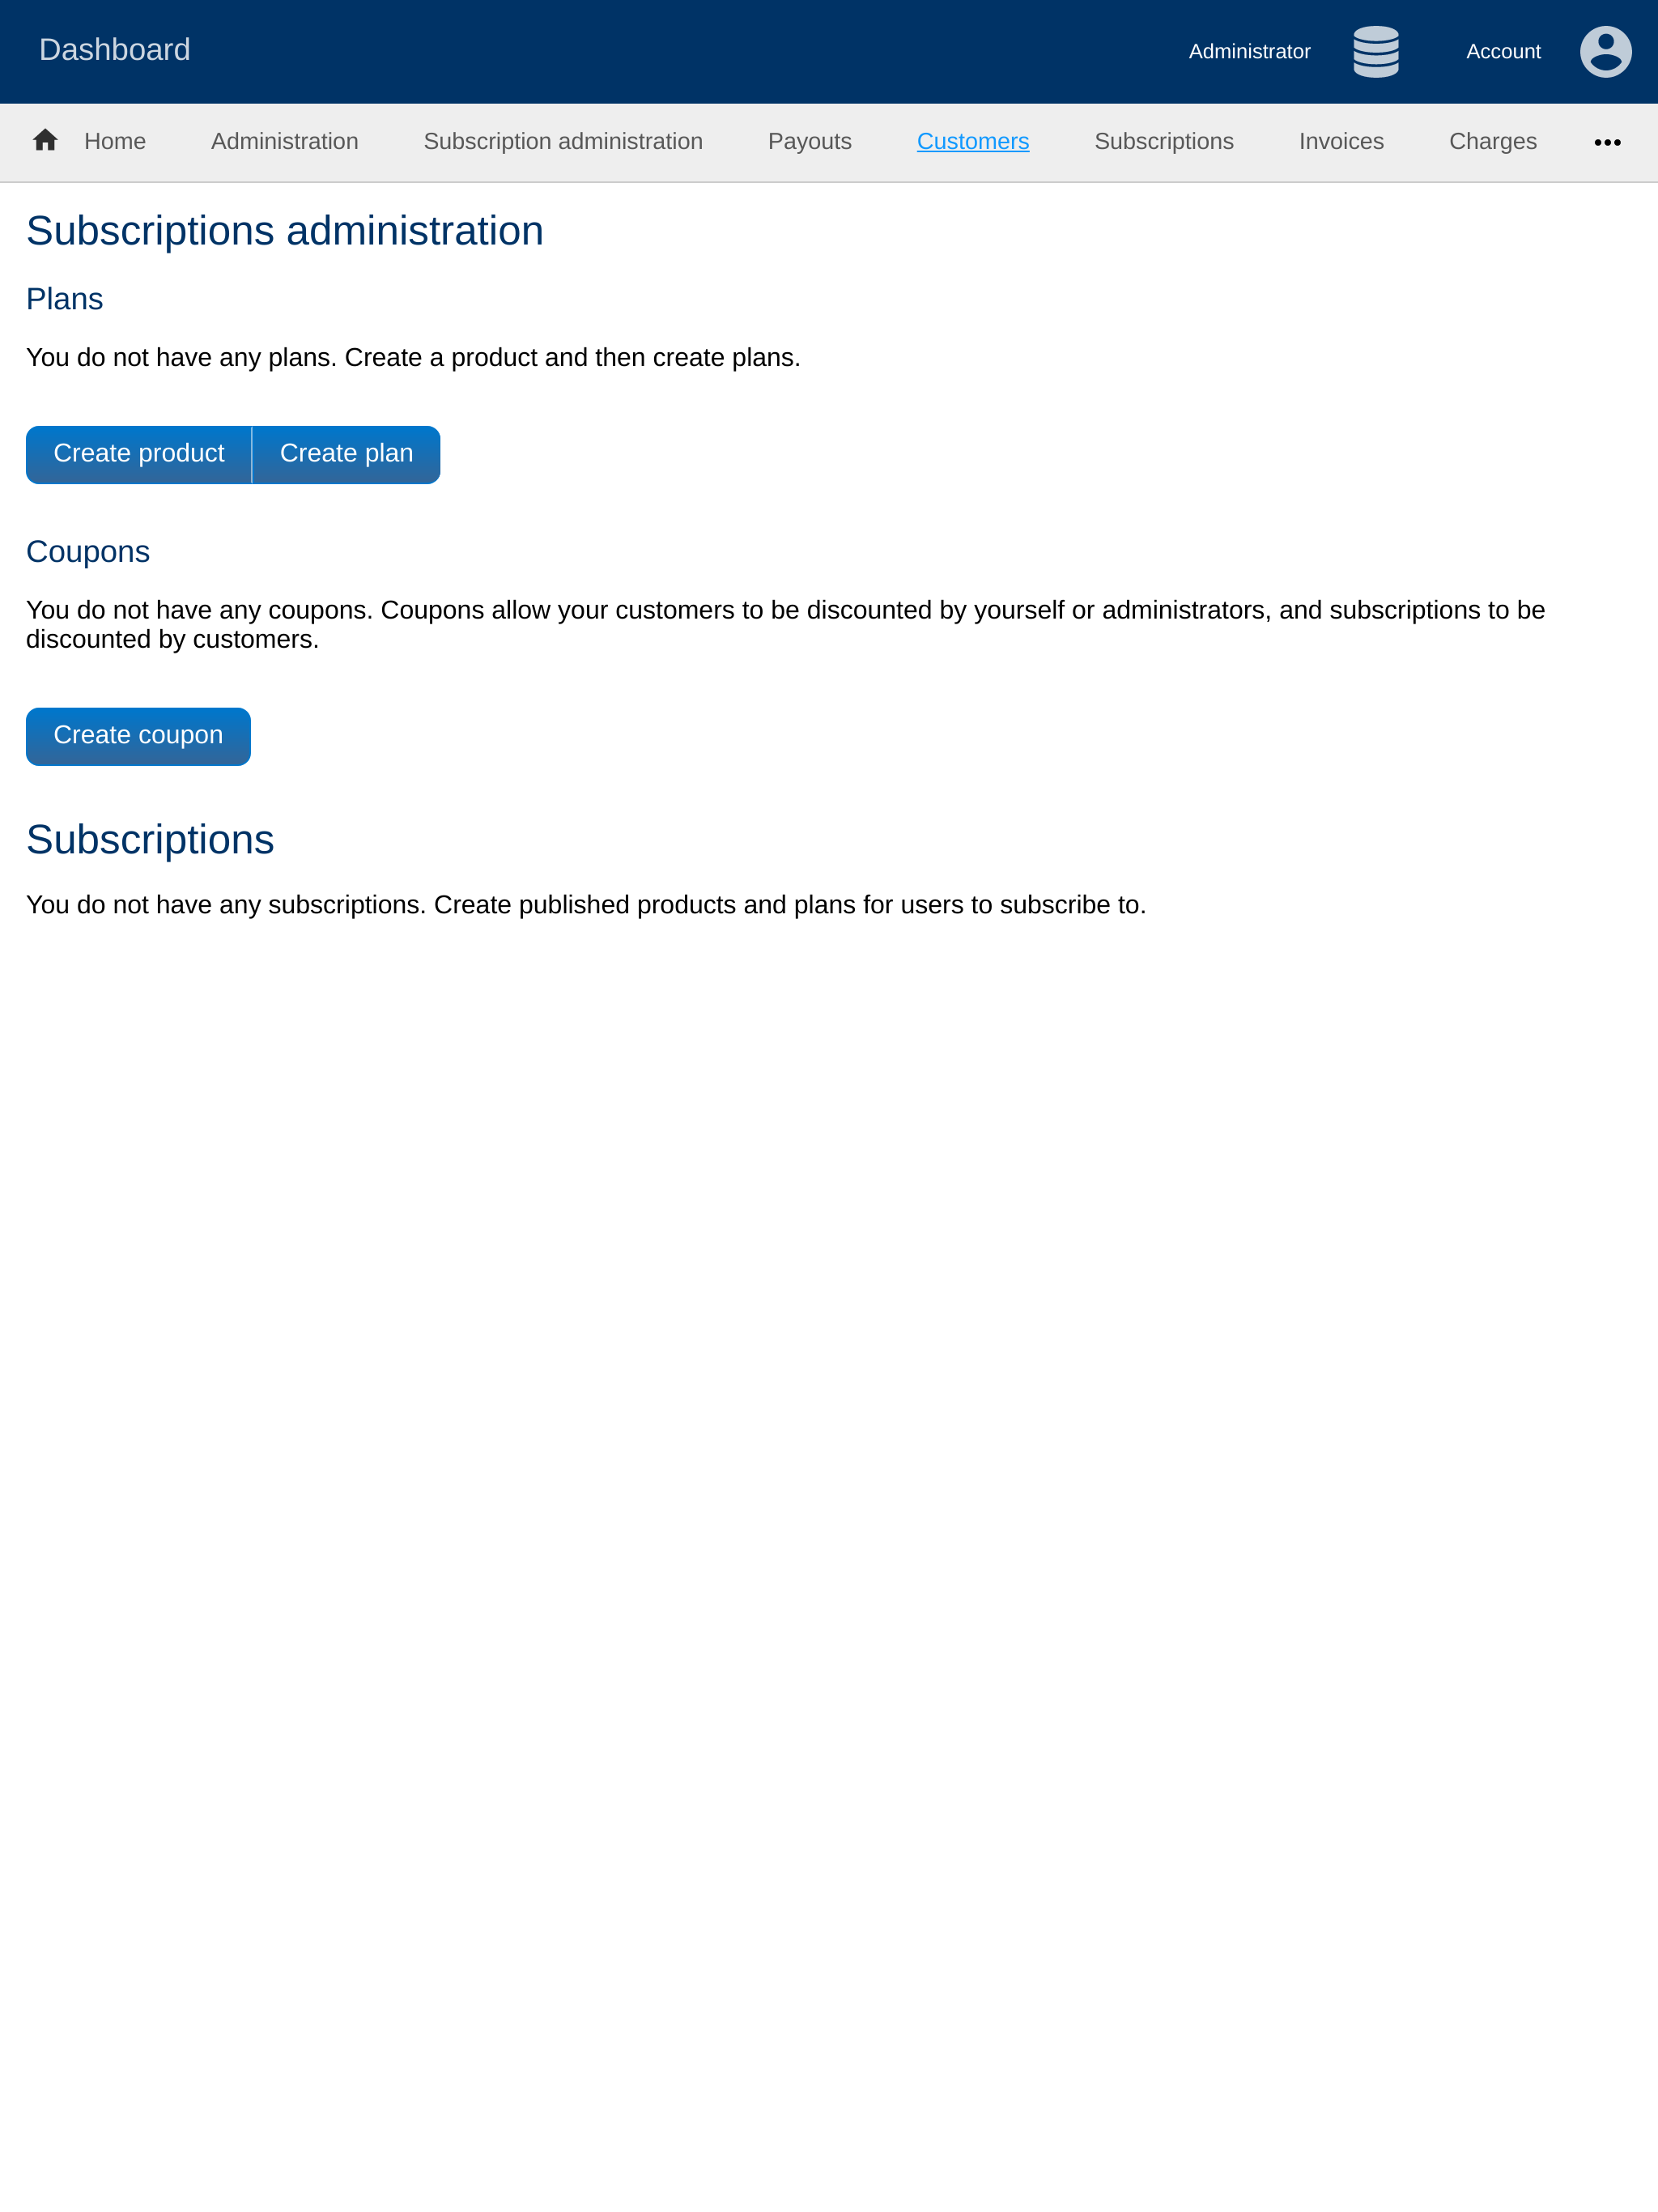 Dashboard
Administrator
Account
Home
Administration
Subscription administration
Payouts
Customers
Subscriptions
Invoices
Charges
Subscriptions administration
Plans
You do not have any plans. Create a product and then create plans.
Create product
Create plan
Coupons
You do not have any coupons. Coupons allow your customers to be discounted by yourself or administrators, and subscriptions to be
discounted by customers.
Create coupon
Subscriptions
You do not have any subscriptions. Create published products and plans for users to subscribe to.